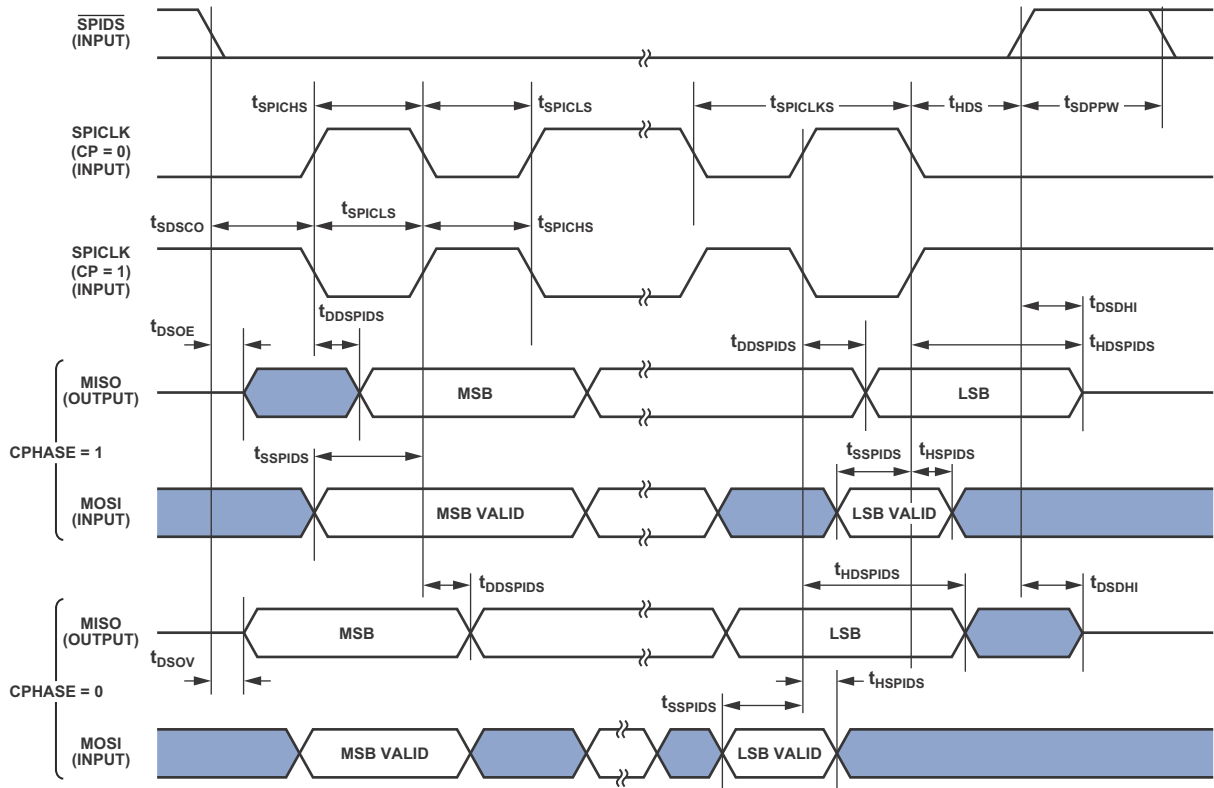 SPIDS
(INPUT)
tSPICHS
tSPICLS
tSPICLKS
tHDS
tSDPPW
SPICLK
(CP = 0)
(INPUT)
tSDSCO
tSPICLS
tSPICHS
SPICLK
(CP = 1)
(INPUT)
tDSOE
tDDSPIDS
tDDSPIDS
tDSDHI
tHDSPIDS
MISO
(OUTPUT)
MSB
LSB
CPHASE = 1
tSSPIDS
tSSPIDS
tHSPIDS
MOSI
(INPUT)
MSB VALID
LSB VALID
tDDSPIDS
tHDSPIDS
tDSDHI
MISO
(OUTPUT)
MSB
LSB
tDSOV
CPHASE = 0
tSSPIDS
tHSPIDS
MOSI
(INPUT)
MSB VALID
LSB VALID